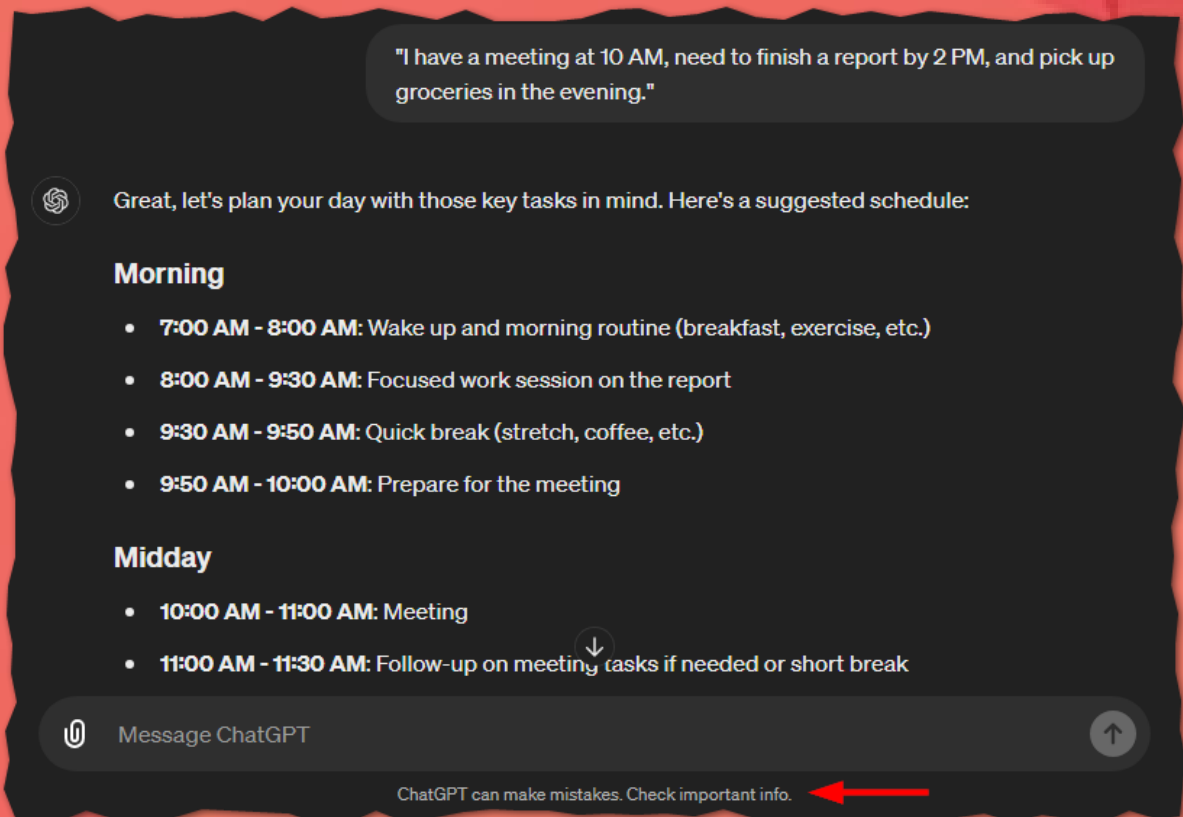 "I have a meeting at 10 AM, need to finish a report by 2 PM, and pick up
groceries in the evening."
Great, let's plan your day with those key tasks in mind. Here's a suggested schedule:
Morning
• 7:00 AM - 8:00 AM: Wake up and morning routine (breakfast, exercise, etc.)
• 8:00 AM - 9:30 AM: Focused work session on the report
• 9:30 AM - 9:50 AM: Quick break (stretch, coffee, etc.)
• 9:50 AM - 10:00 AM: Prepare for the meeting
Midday
• 10:00 AM - 11:00 AM: Meeting
• 11:00 AM - 11:30 AM: Follow-up on meeting tasks if needed or short break
Message ChatGPT
ChatGPT can make mistakes. Check important info.